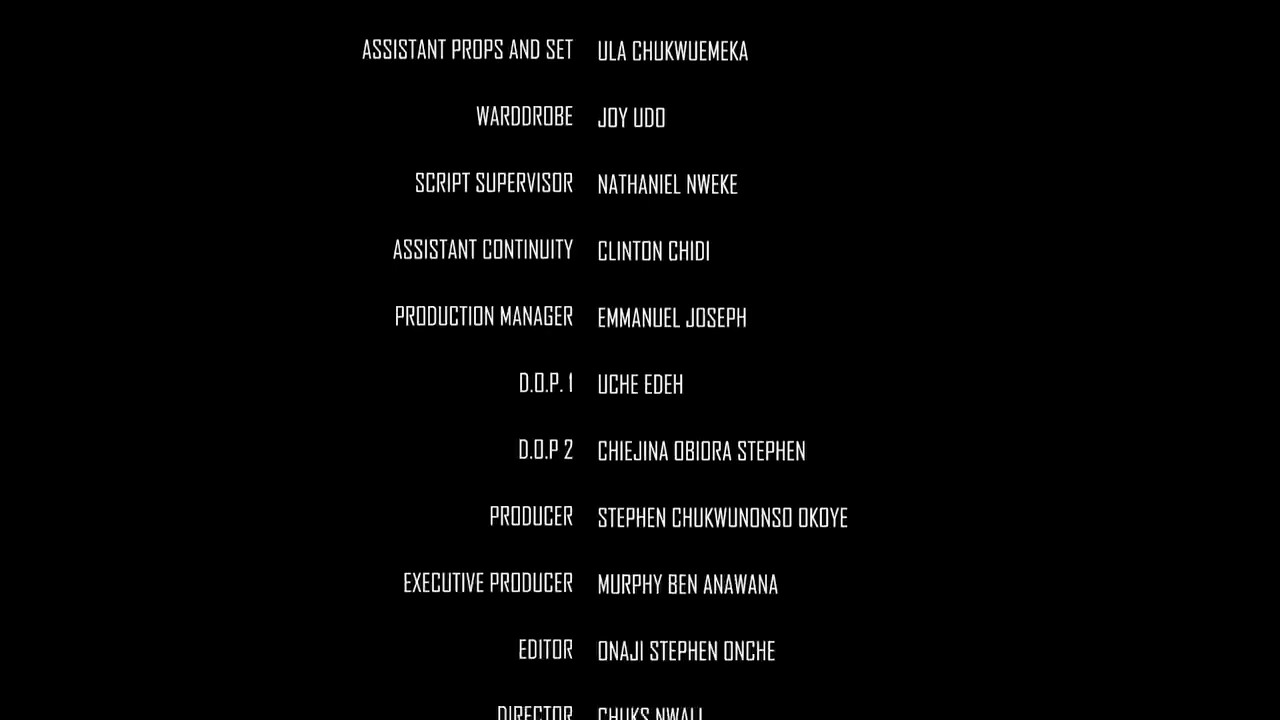 ASSISTANT PROPS AND SET ULA CHUKWUEMEKA
WARDDROBE JOY UDO
SCRIPT SUPERVISOR NATHANIEL NWEKE
ASSISTANT CONTINUITY CLINTON CHIDI
PRODUCTION MANAGER EMMANUEL JOSEPH
D.O.P. 1 UCHE EDEH
D.O.P 2 CHIEJINA OBIORA STEPHEN
PRODUCER STEPHEN CHUKWUNONSO OKOYE
EXECUTIVE PRODUCER MURPHY BEN ANAWANA
EDITOR ONAJI STEPHEN ONCHE
DIRECTOR CHUKS